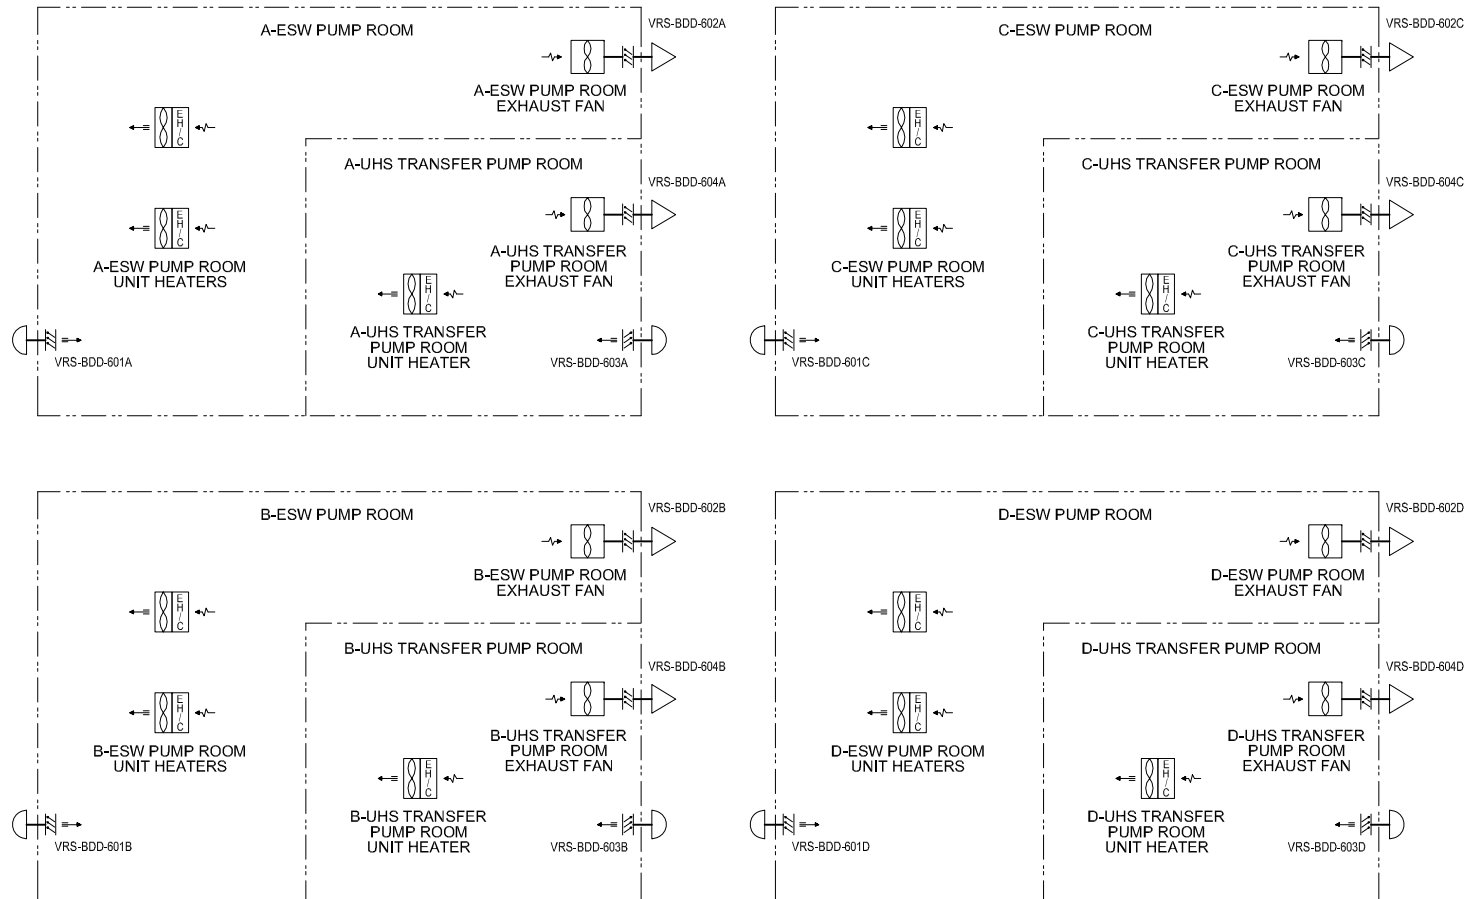 A-ESW PUMP ROOM
VRS-BDD-602A
A-ESW PUMP ROOM
EXHAUST FAN
E
H
/
C
A-UHS TRANSFER PUMP ROOM
VRS-BDD-604A
E
H
/
C
A-ESW PUMP ROOM
UNIT HEATERS
A-UHS TRANSFER
PUMP ROOM
EXHAUST FAN
E
H
/
C
A-UHS TRANSFER
PUMP ROOM
UNIT HEATER
VRS-BDD-601A
VRS-BDD-603A
C-ESW PUMP ROOM
VRS-BDD-602C
C-ESW PUMP ROOM
EXHAUST FAN
E
H
/
C
C-UHS TRANSFER PUMP ROOM
VRS-BDD-604C
E
H
/
C
C-ESW PUMP ROOM
UNIT HEATERS
C-UHS TRANSFER
PUMP ROOM
EXHAUST FAN
E
H
/
C
C-UHS TRANSFER
PUMP ROOM
UNIT HEATER
VRS-BDD-601C
VRS-BDD-603C
B-ESW PUMP ROOM
VRS-BDD-602B
B-ESW PUMP ROOM
EXHAUST FAN
E
H
/
C
B-UHS TRANSFER PUMP ROOM
VRS-BDD-604B
E
H
/
C
B-ESW PUMP ROOM
UNIT HEATERS
B-UHS TRANSFER
PUMP ROOM
EXHAUST FAN
E
H
/
C
B-UHS TRANSFER
PUMP ROOM
UNIT HEATER
VRS-BDD-601B
VRS-BDD-603B
D-ESW PUMP ROOM
VRS-BDD-602D
D-ESW PUMP ROOM
EXHAUST FAN
E
H
/
C
D-UHS TRANSFER PUMP ROOM
VRS-BDD-604D
E
H
/
C
D-ESW PUMP ROOM
UNIT HEATERS
D-UHS TRANSFER
PUMP ROOM
EXHAUST FAN
E
H
/
C
D-UHS TRANSFER
PUMP ROOM
UNIT HEATER
VRS-BDD-601D
VRS-BDD-603D